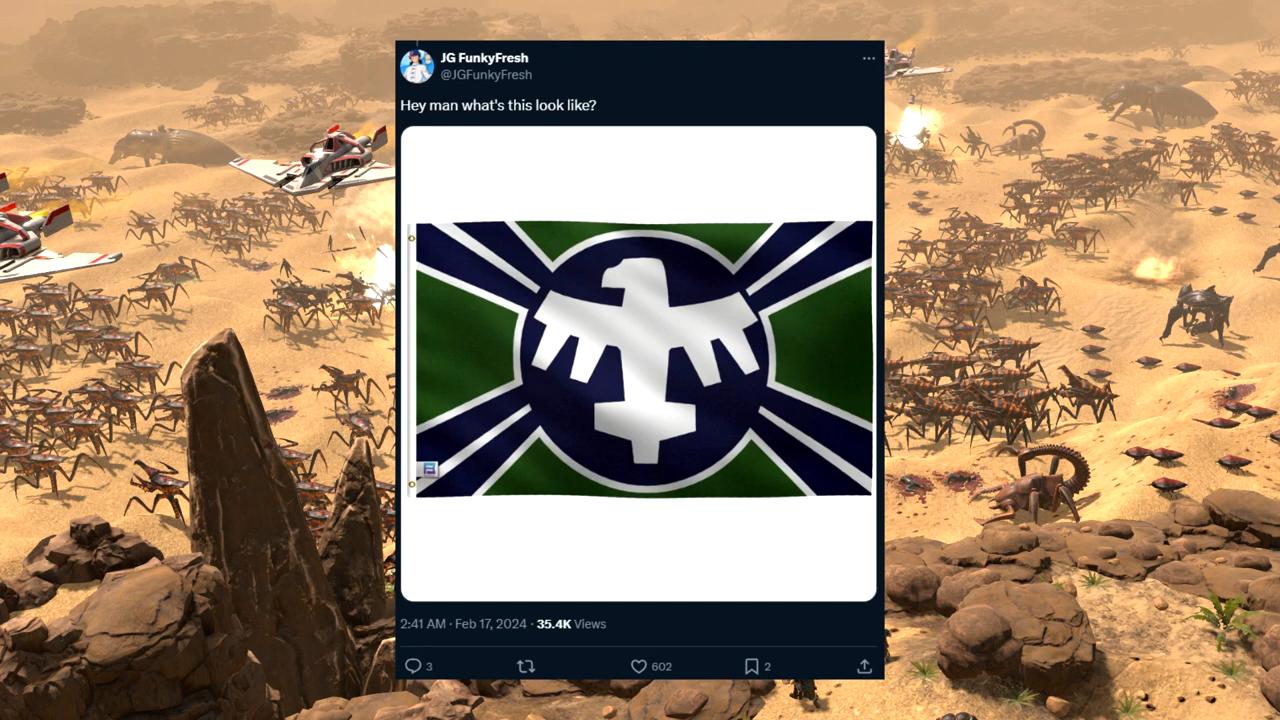 JG FunkyFresh
@JGFunkyFresh
Hey man what's this look like?
2:41 AM · Feb 17, 2024 · 35.4K Views
3 602 2